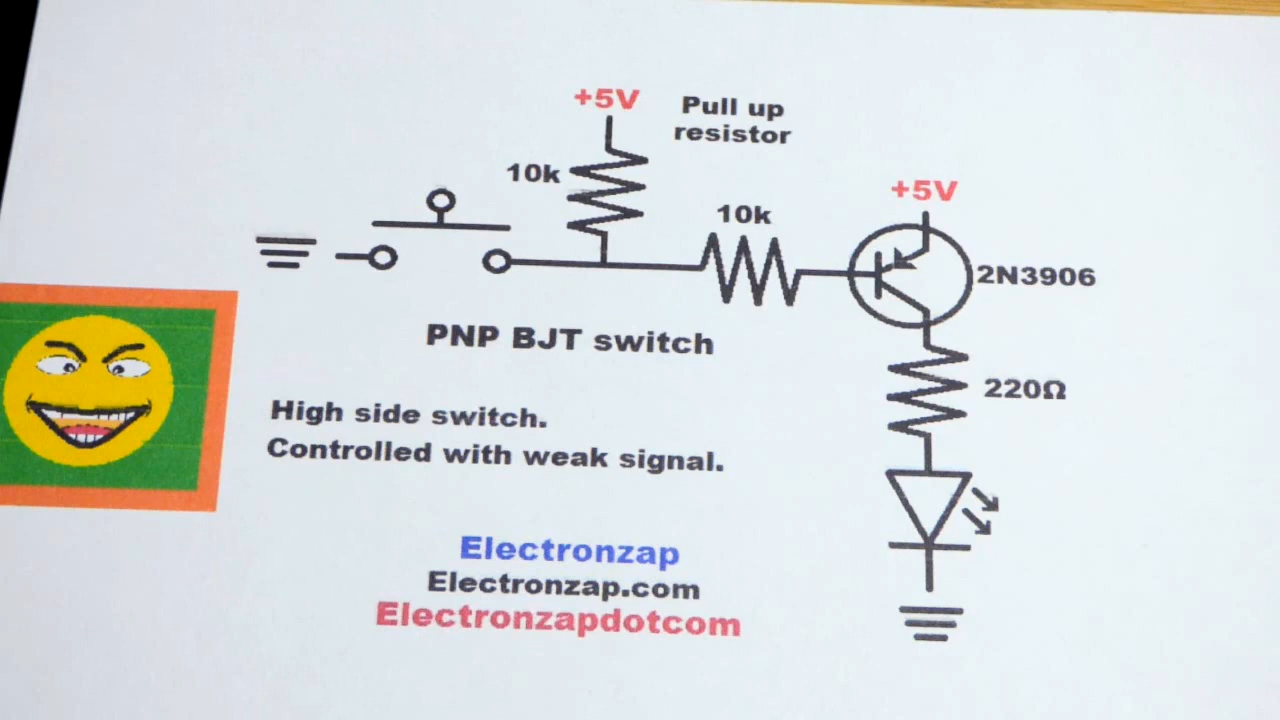 +5V
Pull up
resistor
10k
10k
+5V
2N3906
PNP BJT switch
220Ω
High side switch.
Controlled with weak signal.
Electronzap
Electronzap.com
Electronzapdotcom